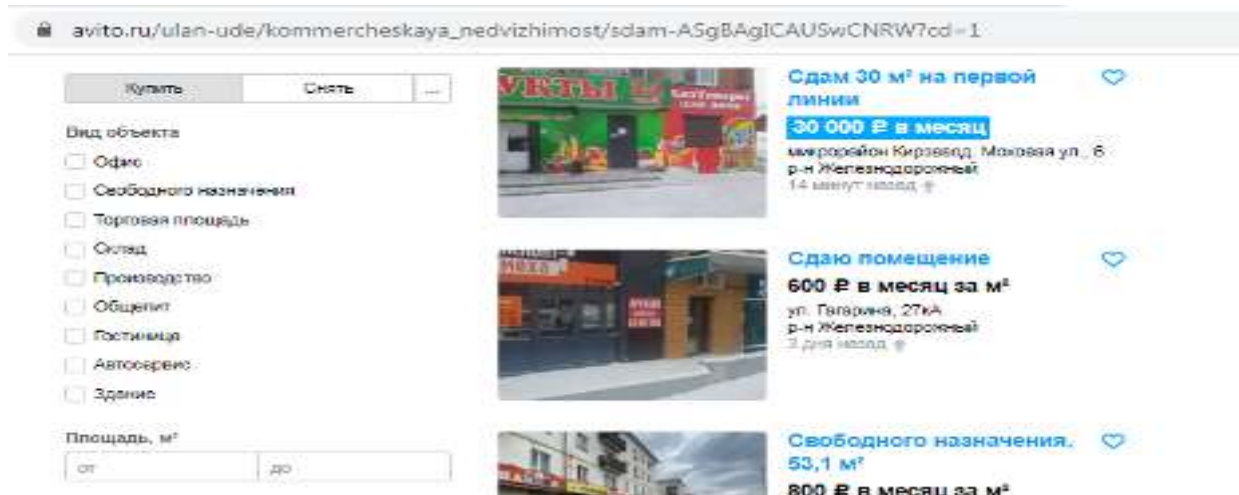 avito.ru/ulan-ude/kommercheskaya_nedvizhimost/sdam-ASgBAgICAUSwCNRW?cd=1
Купить Снять ...
Вид объекта
Офис
Свободного назначения
Торговая площадь
Склад
Производство
Общепит
Гостиница
Автосервис
Здание
Площадь, м²
от до
Сдам 30 м² на первой
линии
30 000 ₽ в месяц
микрорайон Кирзавод, Моховая ул., 6
р-н Железнодорожный
14 минут назад
Сдаю помещение
600 ₽ в месяц за м²
ул. Гагарина, 27кА
р-н Железнодорожный
назад
Свободного назначения,
53,1 м²
800 ₽ в месяц за м²